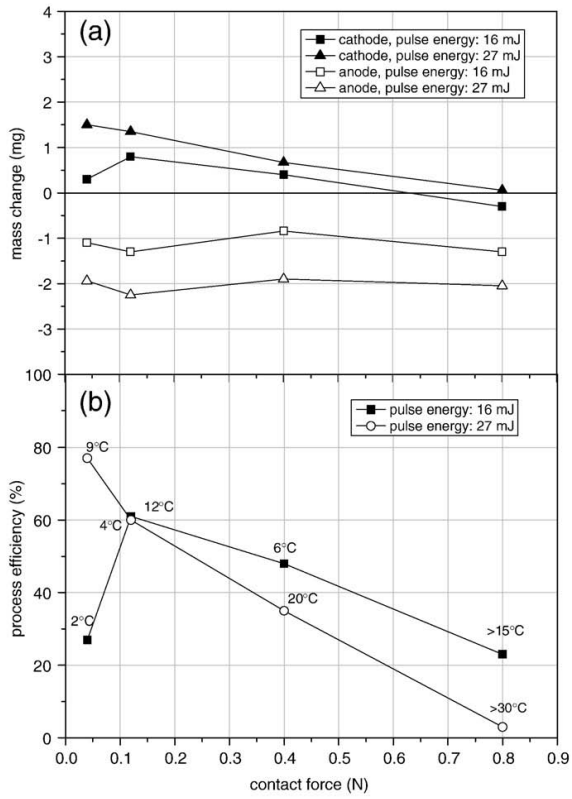 (a)
cathode, pulse energy: 16 mJ
cathode, pulse energy: 27 mJ
anode, pulse energy: 16 mJ
anode, pulse energy: 27 mJ
mass change (mg)
4
3
2
1
0
-1
-2
-3
100
(b)
pulse energy: 16 mJ
pulse energy: 27 mJ
process efficiency (%)
80
60
40
20
0
9°C
12°C
4°C
6°C
2°C
20°C
>15°C
>30°C
0.0 0.1 0.2 0.3 0.4 0.5 0.6 0.7 0.8 0.9
contact force (N)